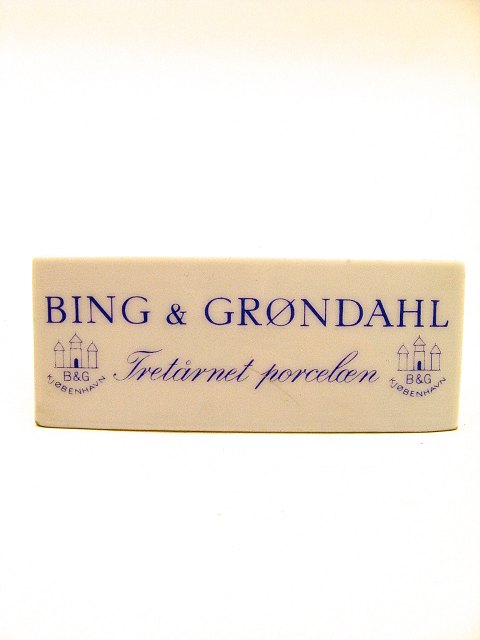 BING & GRØNDAHL
Tretårnet porcelæn
B&G
KJØBENHAVN
B&G
KJØBENHAVN